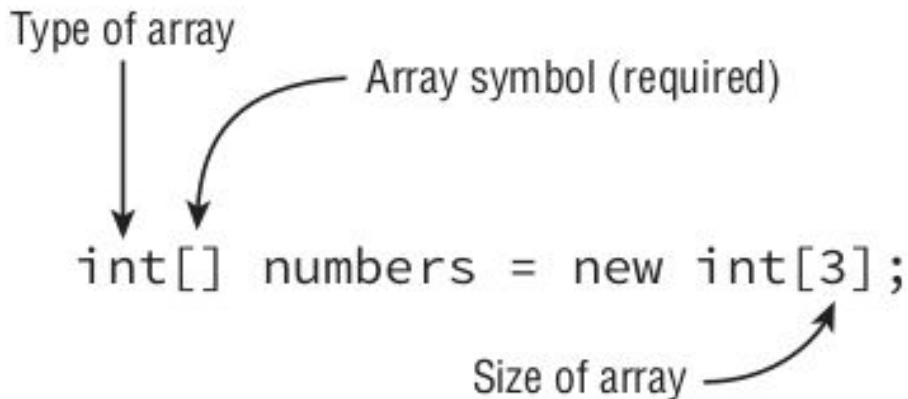 Type of array
Array symbol (required)
int[] numbers = new int[3];
Size of array